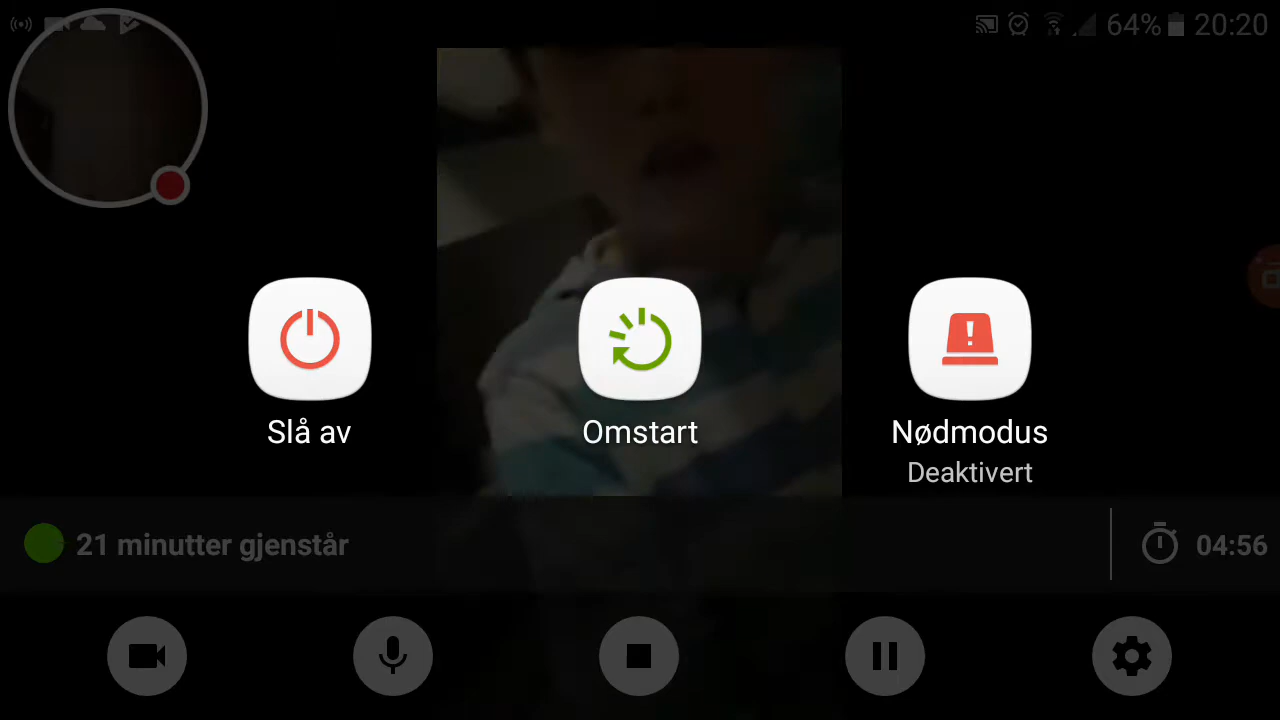 64% 20:20
Slå av
Omstart
Nødmodus
Deaktivert
21 minutter gjenstår
04:56